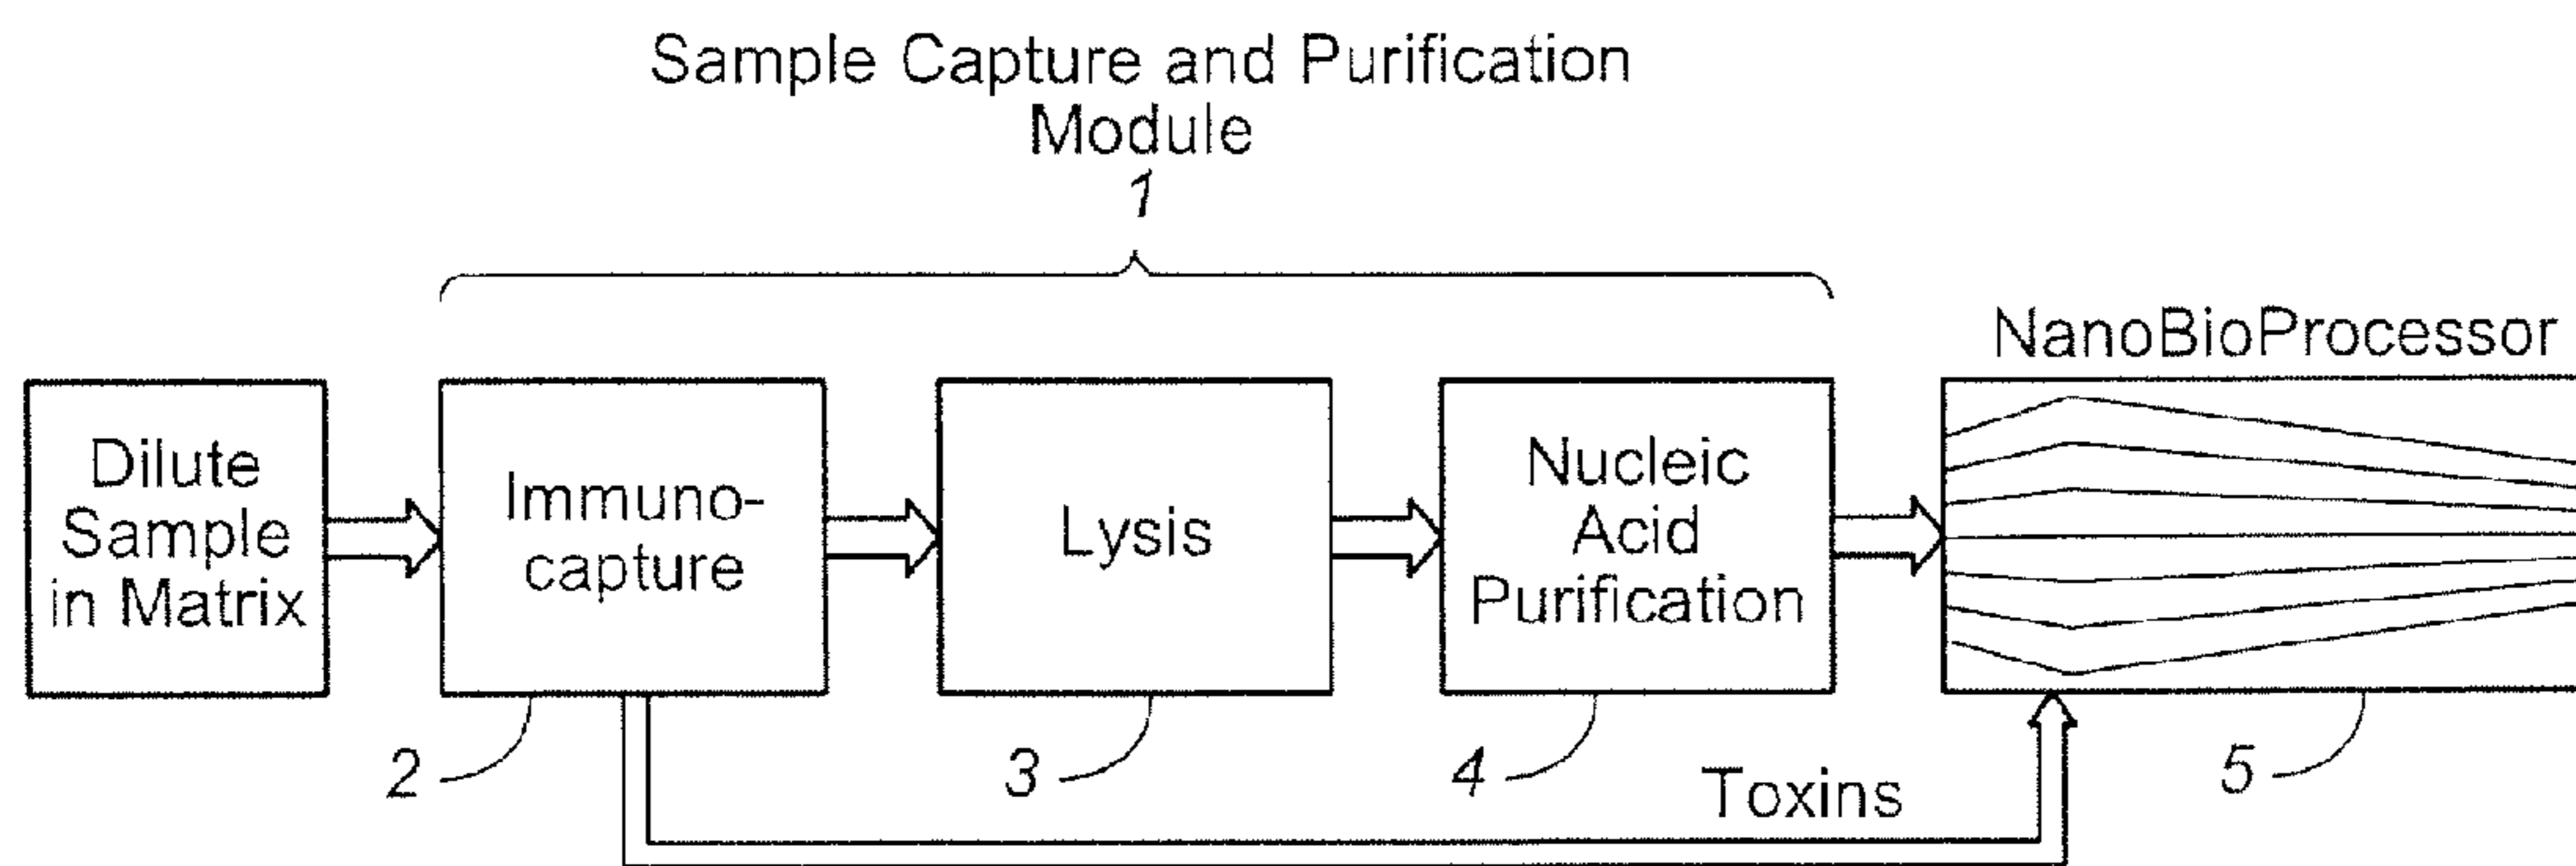 Sample Capture and Purification
Module
1
NanoBioProcessor
Dilute
Sample
in Matrix
Immuno-
capture
Lysis
Nucleic
Acid
Purification
2
3
4
5
Toxins